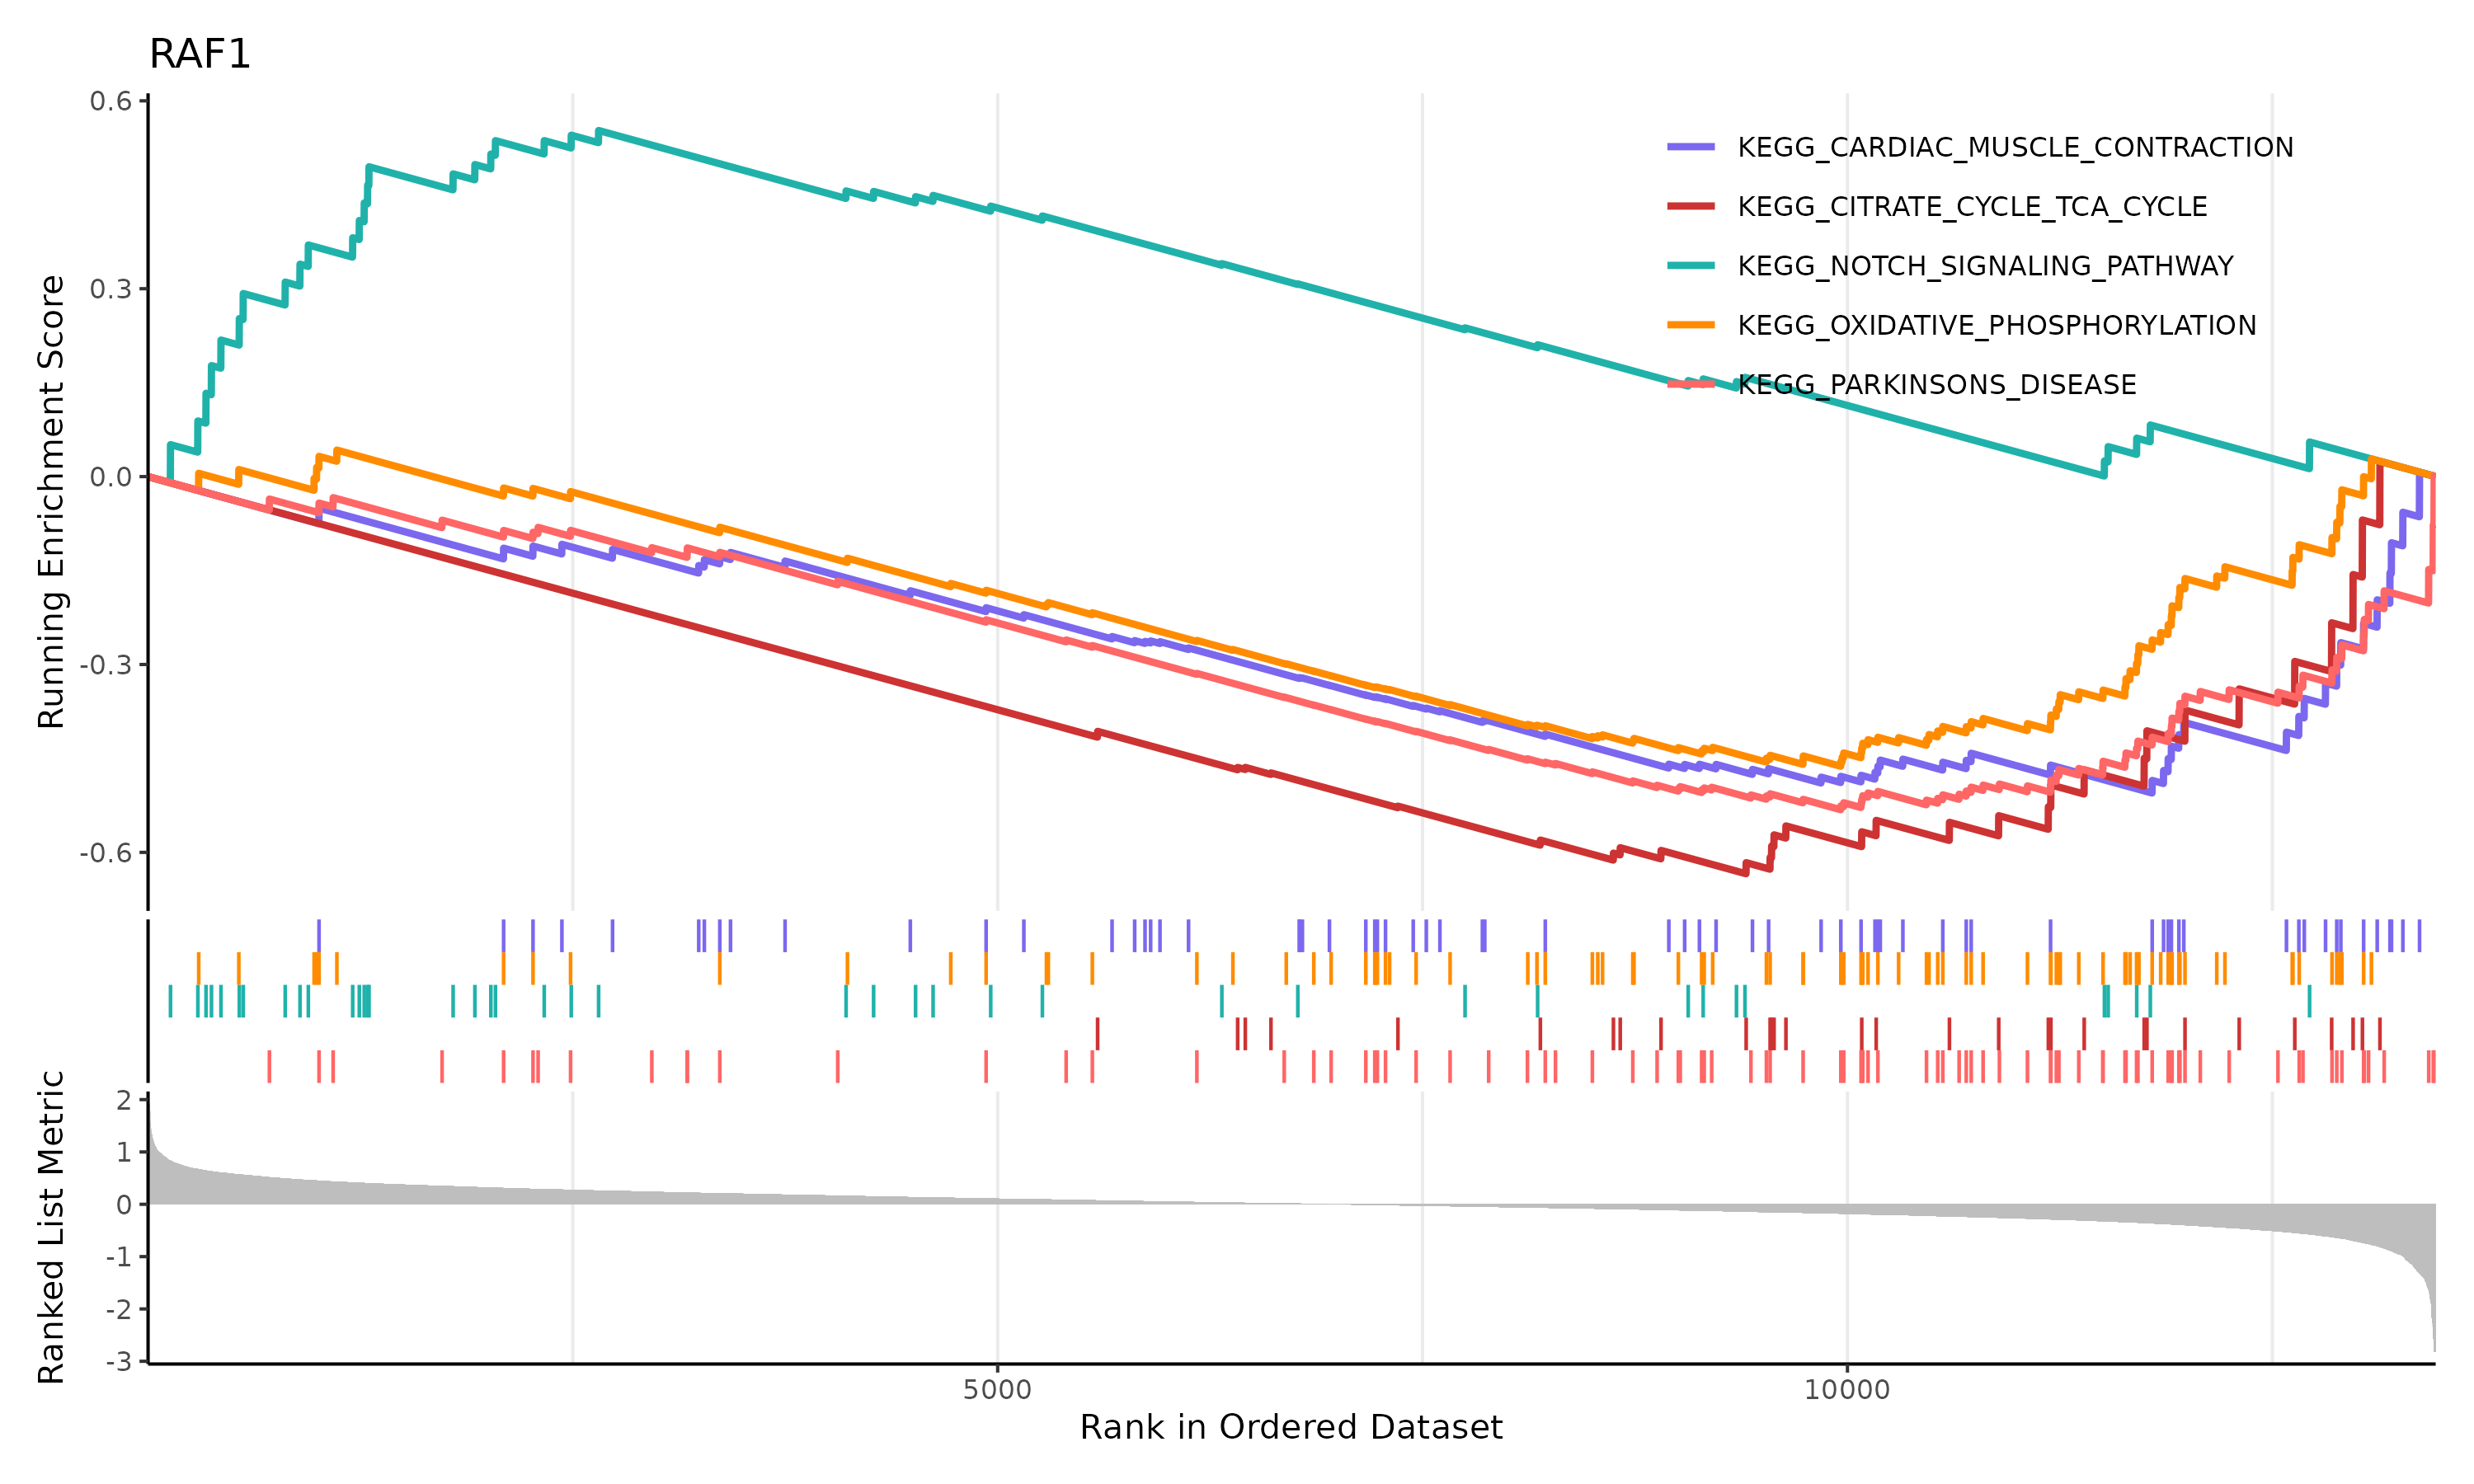 RAF1
Running Enrichment Score
0.6
0.3
0.0
-0.3
-0.6
KEGG_CARDIAC_MUSCLE_CONTRACTION
KEGG_CITRATE_CYCLE_TCA_CYCLE
KEGG_NOTCH_SIGNALING_PATHWAY
KEGG_OXIDATIVE_PHOSPHORYLATION
KEGG_PARKINSONS_DISEASE
Ranked List Metric
2
1
0
-1
-2
-3
5000
10000
Rank in Ordered Dataset